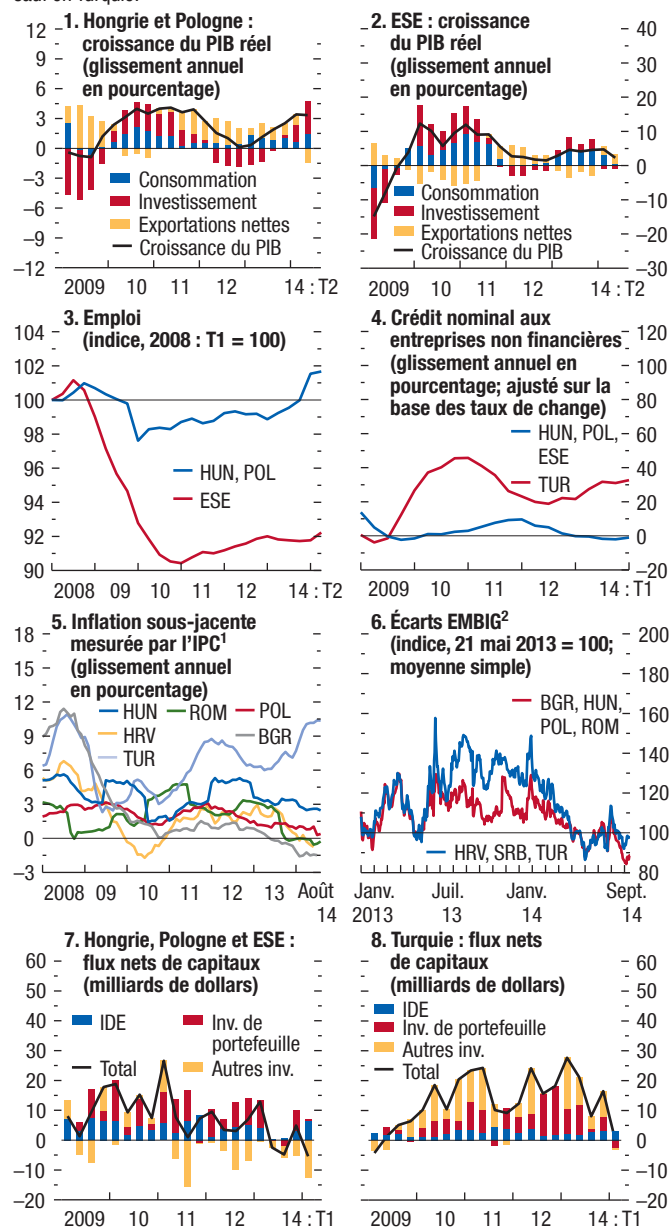 sauf en Turquie.
1. Hongrie et Pologne :
croissance du PIB réel
(glissement annuel
en pourcentage)
12
9
6
3
0
–3
–6
–9
–12
Consommation
Investissement
Exportations nettes
Croissance du PIB
2009 10 11 12 14 : T2
2. ESE : croissance
du PIB réel
(glissement annuel
en pourcentage)
40
30
20
10
0
–10
–20
–30
Consommation
Investissement
Exportations nettes
Croissance du PIB
2009 10 11 12 14 : T2
3. Emploi
(indice, 2008 : T1 = 100)
104
102
100
98
96
94
92
90
HUN, POL
ESE
2008 09 10 11 12 14 : T2
4. Crédit nominal aux
entreprises non financières
(glissement annuel en
pourcentage; ajusté sur la
base des taux de change)
120
100
80
60
40
20
0
–20
HUN, POL,
ESE
TUR
2009 10 11 12 14 : T1
5. Inflation sous-jacente
mesurée par l’IPC1
(glissement annuel
en pourcentage)
18
15
12
9
6
3
0
–3
HUN ROM POL
HRV BGR
TUR
2008 09 10 11 12 13 Août
14
6. Écarts EMBIG2
(indice, 21 mai 2013 = 100;
moyenne simple)
200
180
160
140
120
100
80
BGR, HUN,
POL, ROM
HRV, SRB, TUR
Janv. Juil. Janv. Sept.
2013 13 14 14
7. Hongrie, Pologne et ESE :
flux nets de capitaux
(milliards de dollars)
60
50
40
30
20
10
0
–10
–20
IDE Inv. de
portefeuille
Total Autres inv.
2009 10 11 12 14 : T1
8. Turquie : flux nets
de capitaux
(milliards de dollars)
60
50
40
30
20
10
0
–10
–20
IDE
Inv. de portefeuille
Autres inv.
Total
2009 10 11 12 14 : T1